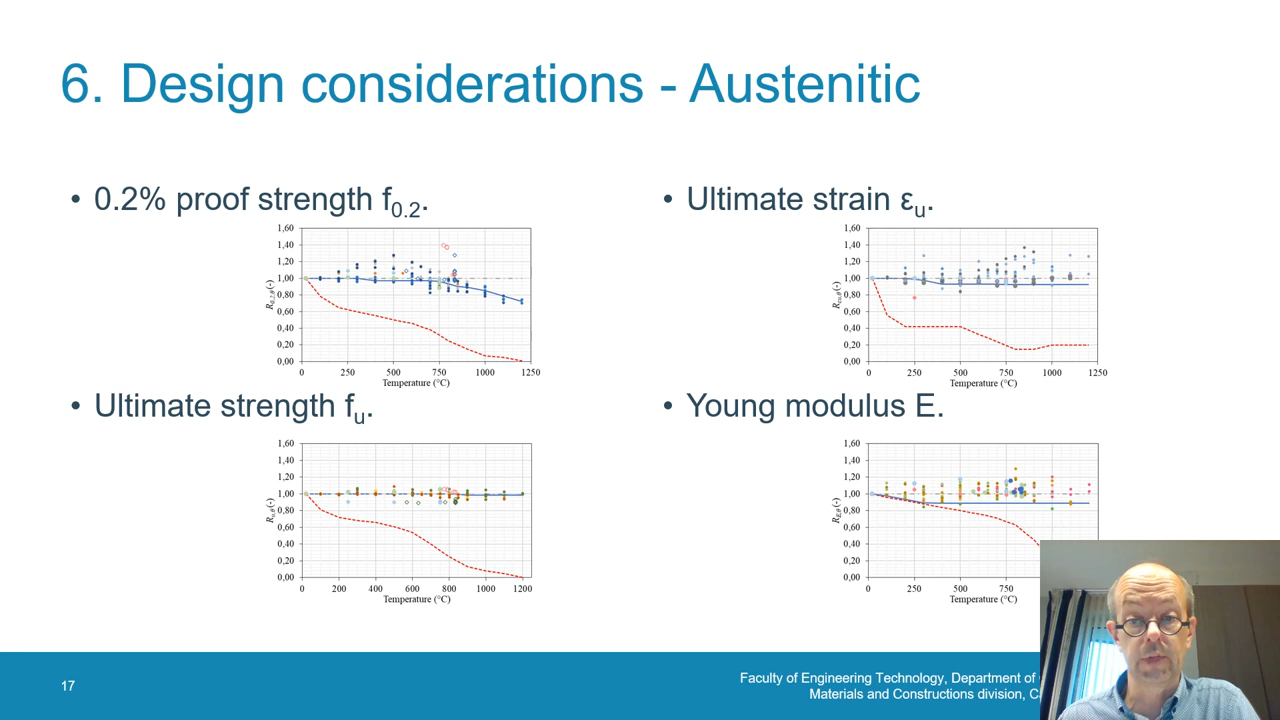 6. Design considerations - Austenitic
• 0.2% proof strength f0.2.
1,60
1,40
1,20
1,00
0,80
0,60
0,40
0,20
0,00
0 250 500 750 1000 1250
Temperature (°C)
• Ultimate strength fu.
1,60
1,40
1,20
1,00
0,80
0,60
0,40
0,20
0,00
0 200 400 600 800 1000 1200
Temperature (°C)
• Ultimate strain εu.
1,60
1,40
1,20
1,00
0,80
0,60
0,40
0,20
0,00
0 250 500 750 1000 1250
Temperature (°C)
• Young modulus E.
1,60
1,40
1,20
1,00
0,80
0,60
0,40
0,20
0,00
0 250 500 750
Temperature (°C)
17
Faculty of Engineering Technology, Department of
Materials and Constructions division,